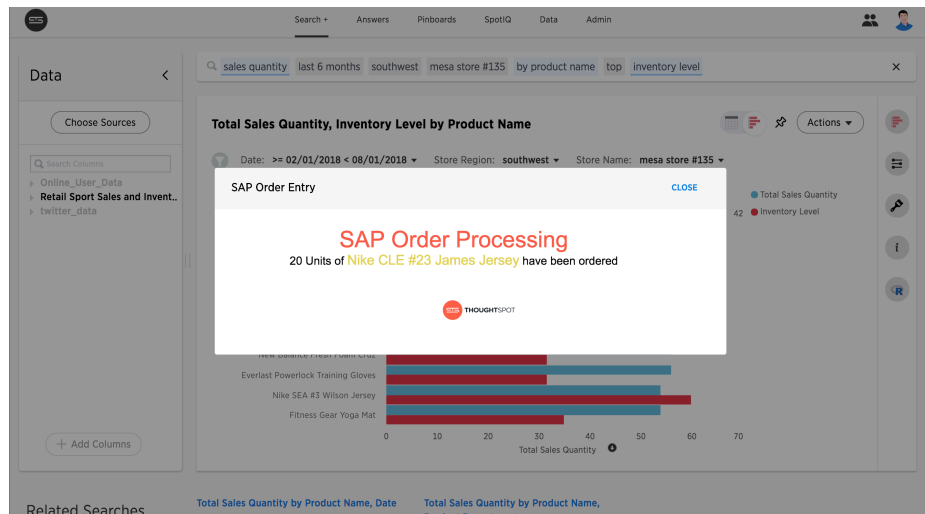 Search +
Answers
Pinboards
SpotIQ
Data
Admin
Data
sales quantity last 6 months southwest mesa store #135 by product name top inventory level
Choose Sources
Total Sales Quantity, Inventory Level by Product Name
Actions
Search Columns
Date: >= 02/01/2018 < 08/01/2018
Store Region: southwest
Store Name: mesa store #135
Online_User_Data
Retail Sport Sales and Invent..
twitter_data
SAP Order Entry
CLOSE
Total Sales Quantity
42
Inventory Level
SAP Order Processing
20 Units of Nike CLE #23 James Jersey have been ordered
THOUGHTSPOT
New Balance Fresh Foam Cruz
Everlast Powerlock Training Gloves
Nike SEA #3 Wilson Jersey
Fitness Gear Yoga Mat
0 10 20 30 40 50 60 70
Total Sales Quantity
+ Add Columns
Related Searches
Total Sales Quantity by Product Name, Date
Total Sales Quantity by Product Name,